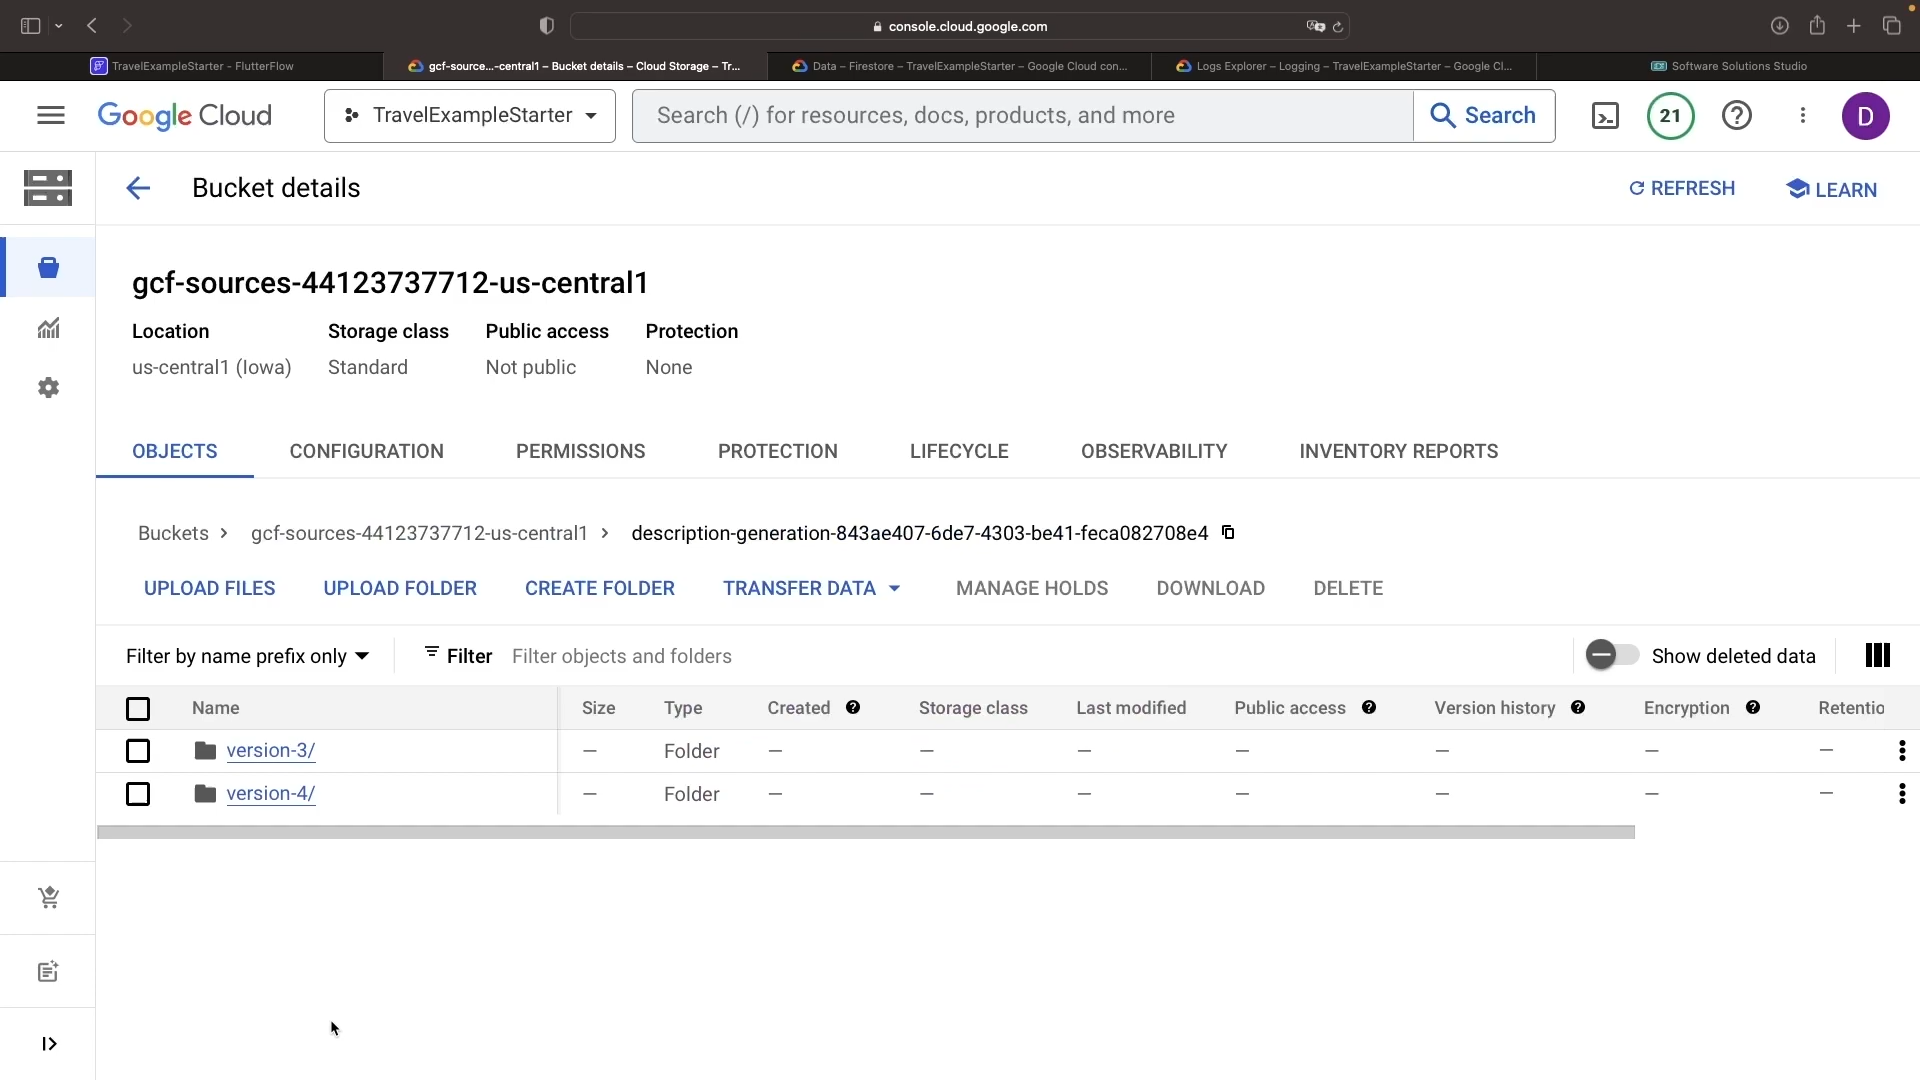 console.cloud.google.com
TravelExampleStarter - FlutterFlow
gcf-source...-central1 – Bucket details – Cloud Storage – Tr...
Data – Firestore – TravelExampleStarter – Google Cloud con...
Logs Explorer – Logging – TravelExampleStarter – Google Cl...
Software Solutions Studio
Google Cloud
TravelExampleStarter
Search (/) for resources, docs, products, and more
Search
21
D
Bucket details
REFRESH
LEARN
gcf-sources-44123737712-us-central1
Location Storage class Public access Protection
us-central1 (Iowa) Standard Not public None
OBJECTS CONFIGURATION PERMISSIONS PROTECTION LIFECYCLE OBSERVABILITY INVENTORY REPORTS
Buckets > gcf-sources-44123737712-us-central1 > description-generation-843ae407-6de7-4303-be41-feca082708e4
UPLOAD FILES UPLOAD FOLDER CREATE FOLDER TRANSFER DATA MANAGE HOLDS DOWNLOAD DELETE
Filter by name prefix only Filter Filter objects and folders Show deleted data
Name Size Type Created Storage class Last modified Public access Version history Encryption Retentio
version-3/ — Folder — — — — — — —
version-4/ — Folder — — — — — — —